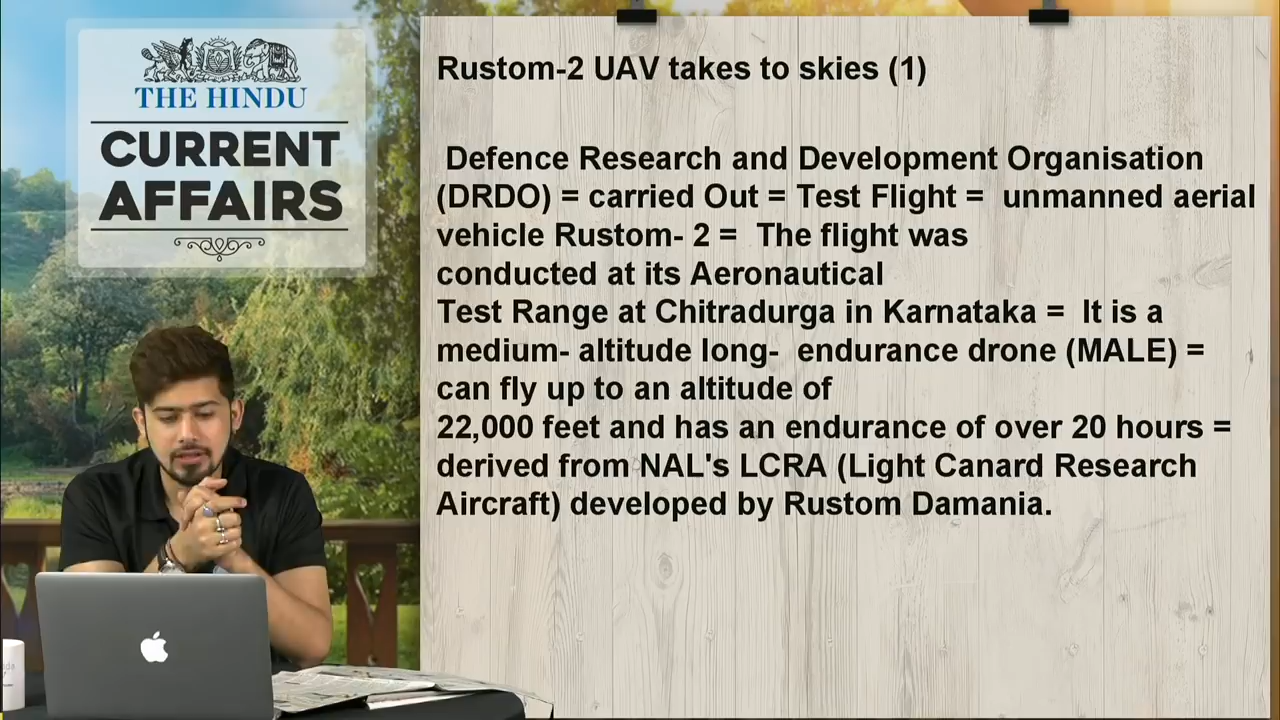 THE HINDU
CURRENT
AFFAIRS
Rustom-2 UAV takes to skies (1)
Defence Research and Development Organisation
(DRDO) = carried Out = Test Flight = unmanned aerial
vehicle Rustom- 2 = The flight was
conducted at its Aeronautical
Test Range at Chitradurga in Karnataka = It is a
medium- altitude long- endurance drone (MALE) =
can fly up to an altitude of
22,000 feet and has an endurance of over 20 hours =
derived from NAL's LCRA (Light Canard Research
Aircraft) developed by Rustom Damania.